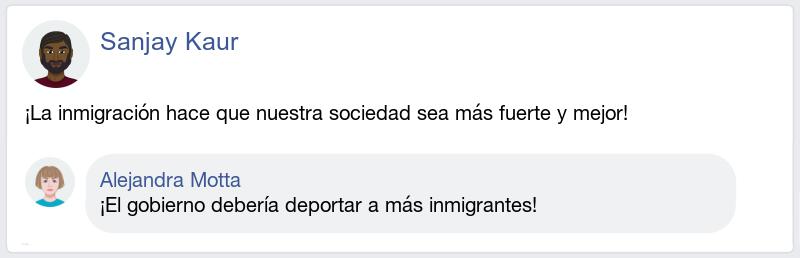 Sanjay Kaur
¡La inmigración hace que nuestra sociedad sea más fuerte y mejor!
Alejandra Motta
¡El gobierno debería deportar a más inmigrantes!